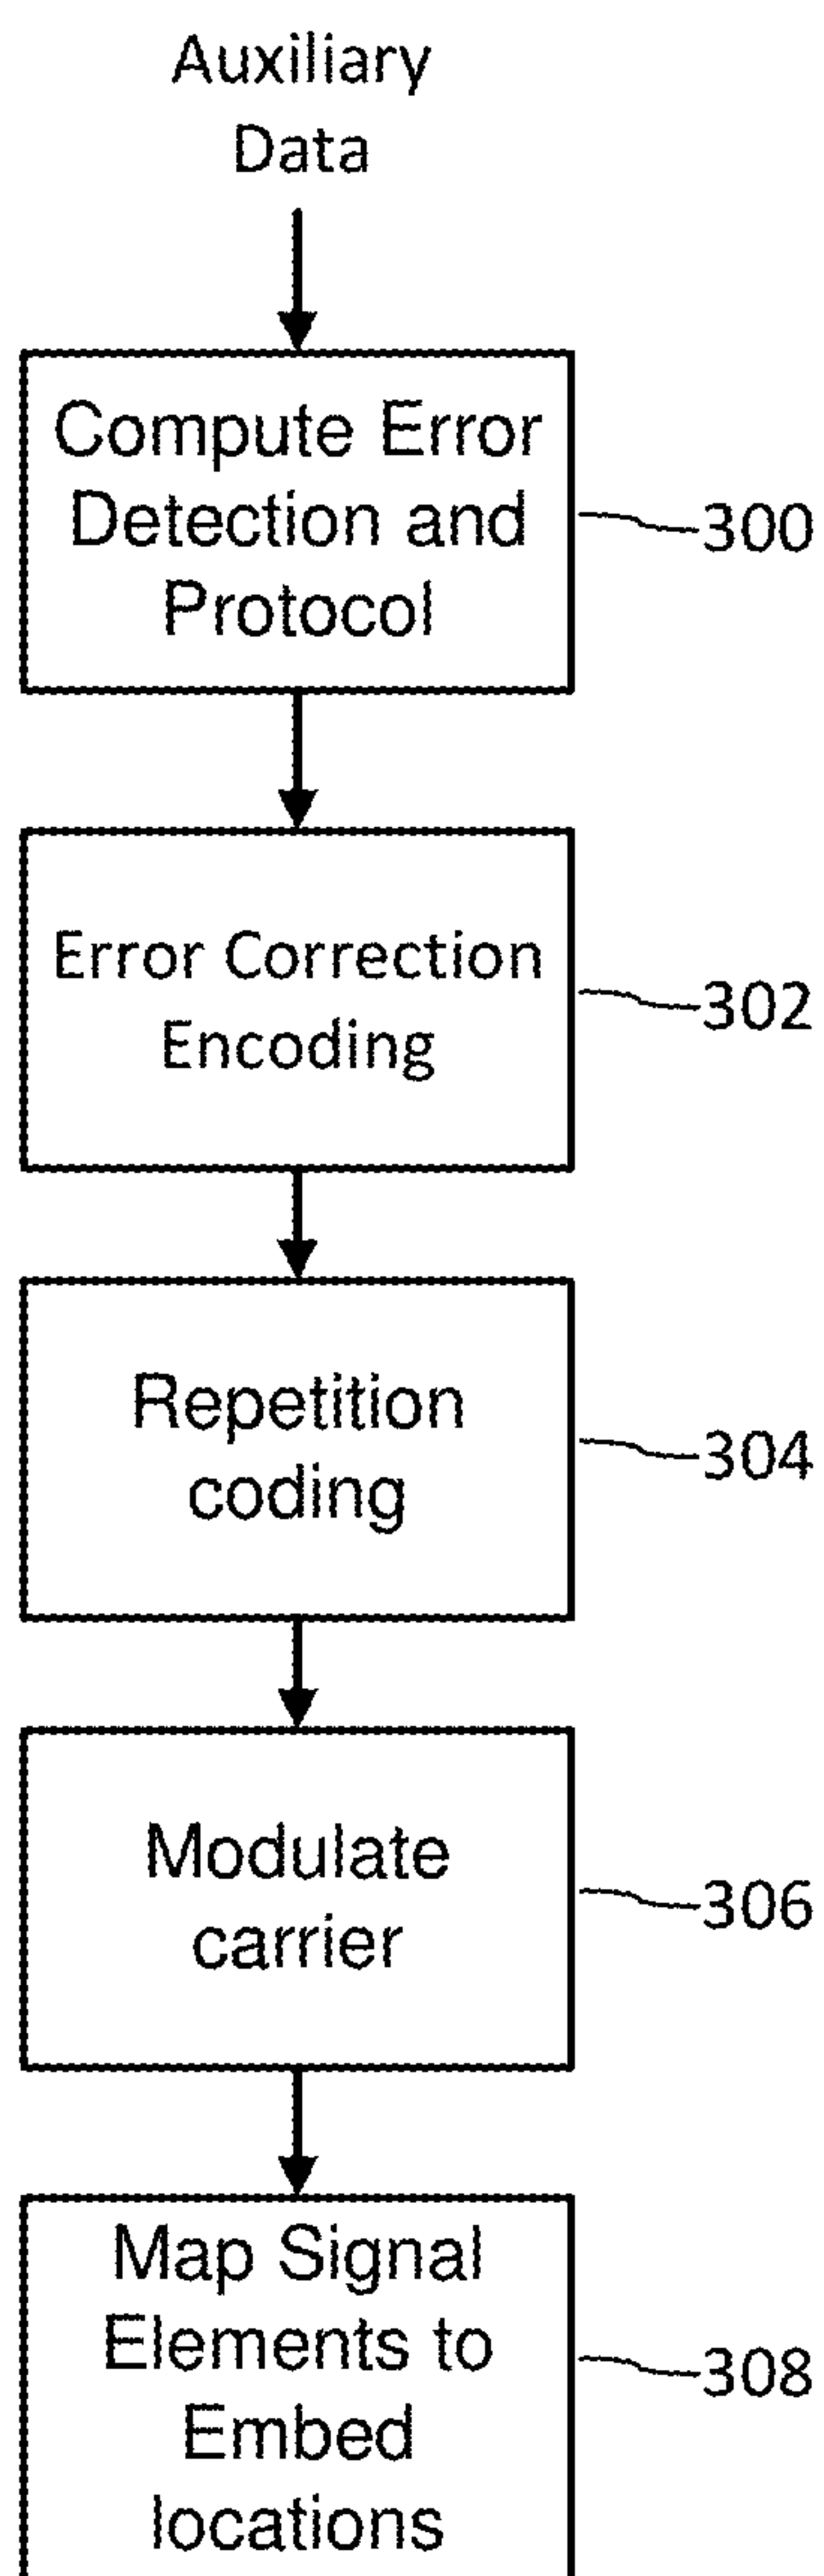 Auxiliary
Data
Compute Error
Detection and
Protocol
300
Error Correction
Encoding
302
Repetition
coding
304
Modulate
carrier
306
Map Signal
Elements to
Embed
locations
308